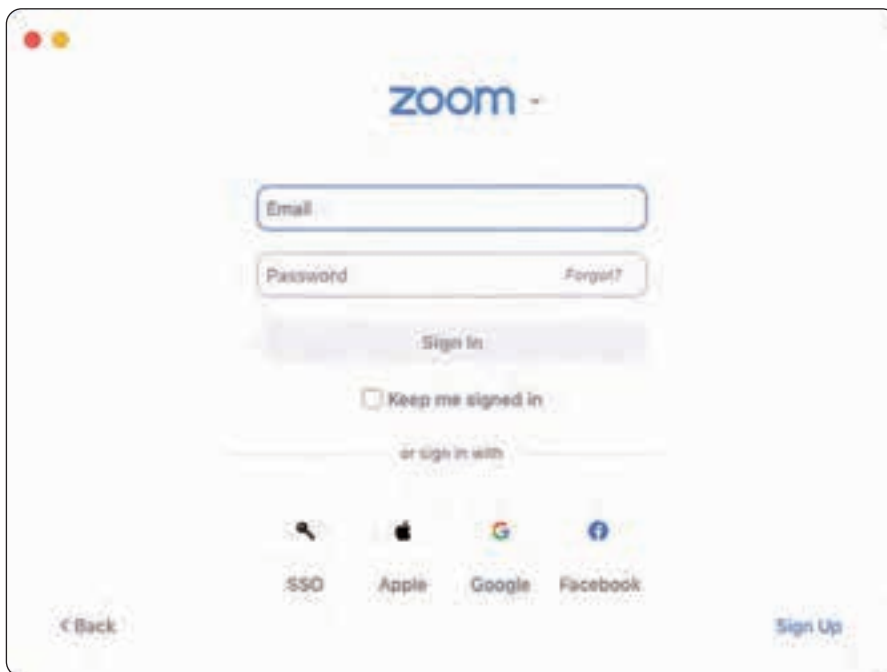 zoom
Email
Password Forgot?
Sign In
Keep me signed in
or sign in with
SSO Apple Google Facebook
< Back Sign Up